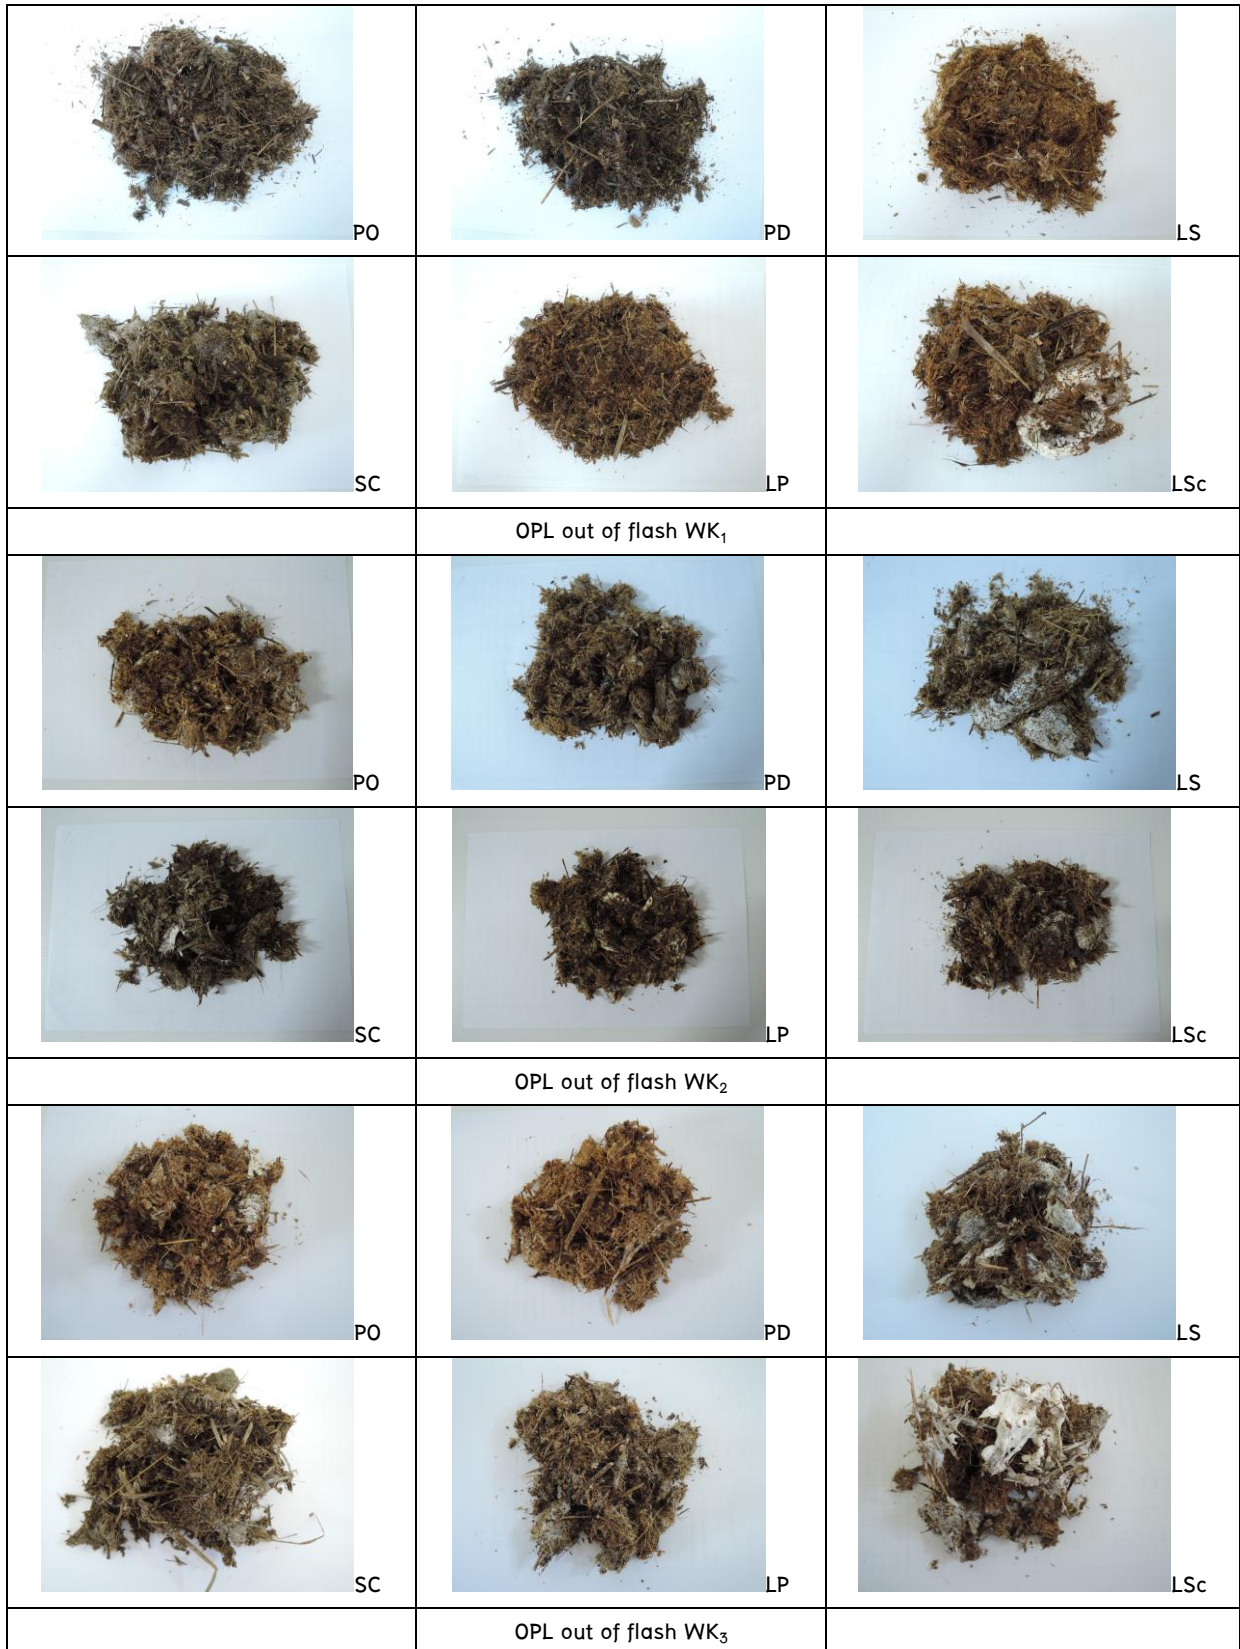 PO
PD
LS
SC
LP
LSc
OPL out of flash WK₁
PO
PD
LS
SC
LP
LSc
OPL out of flash WK₂
PO
PD
LS
SC
LP
LSc
OPL out of flash WK₃